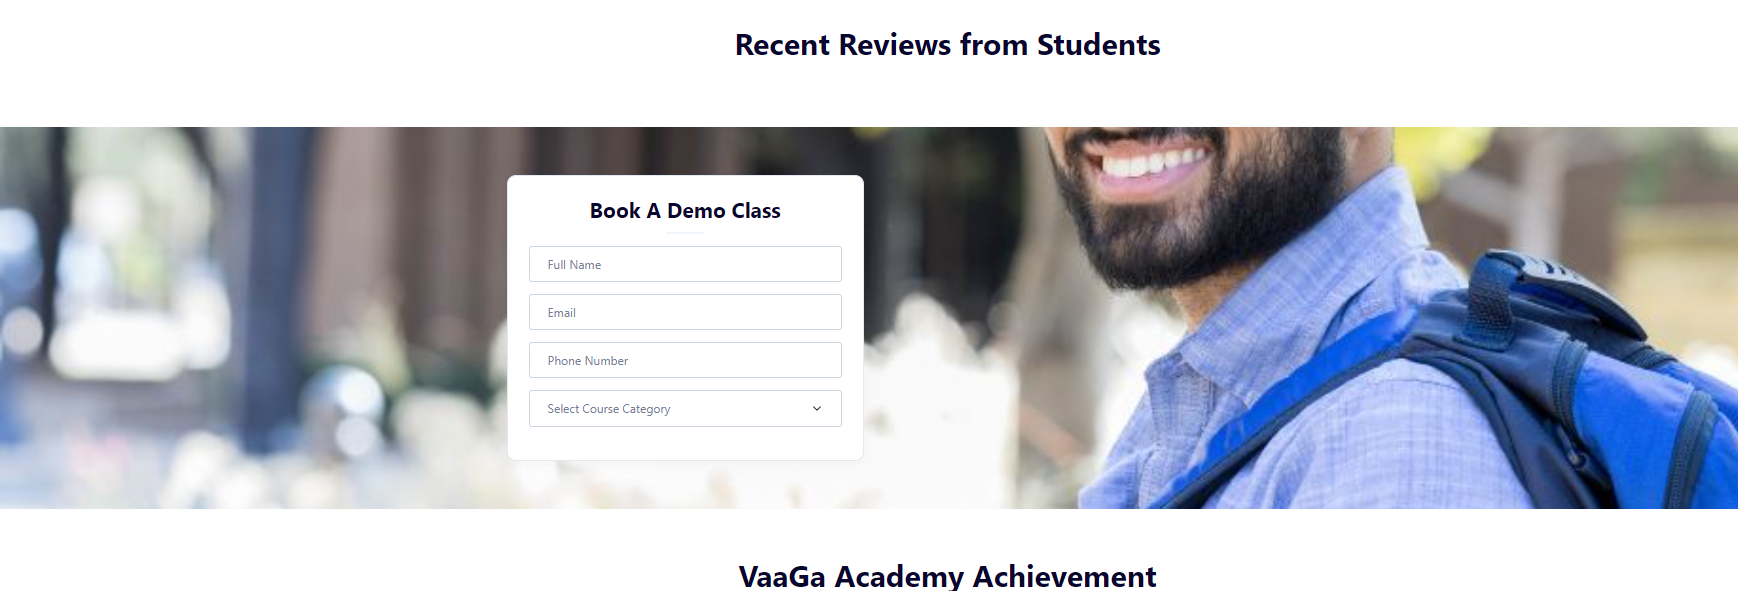 Recent Reviews from Students
Book A Demo Class
Full Name
Email
Phone Number
Select Course Category
VaaGa Academy Achievement